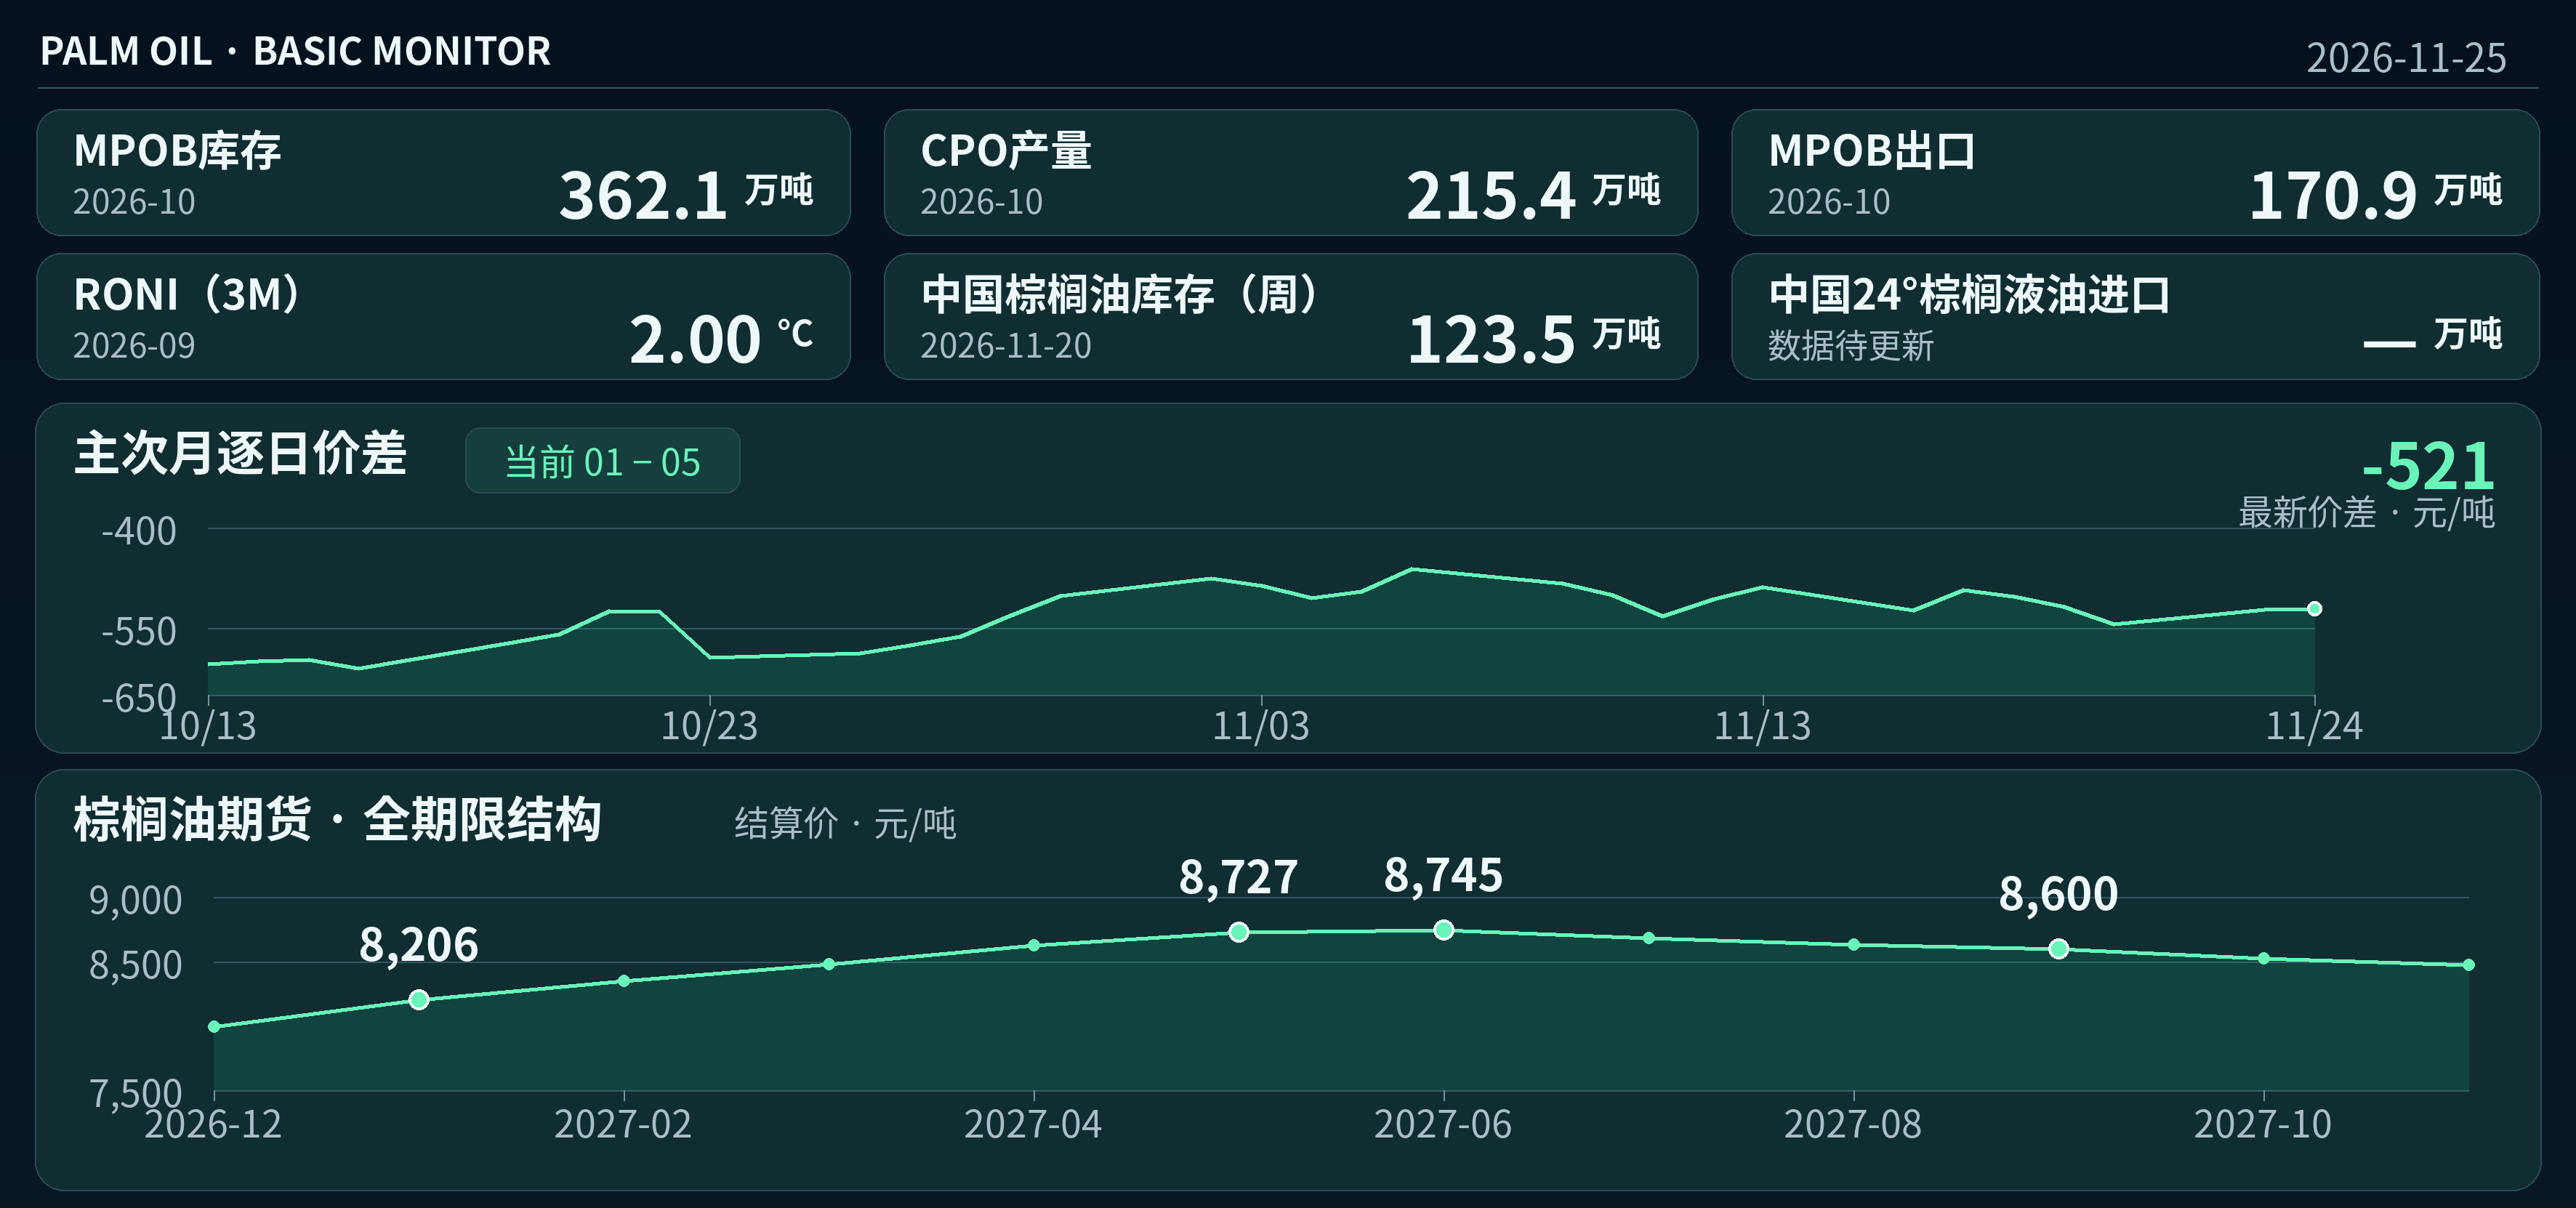 PALM OIL · BASIC MONITOR
2026-11-25
MPOB库存
2026-10
362.1 万吨
CPO产量
2026-10
215.4 万吨
MPOB出口
2026-10
170.9 万吨
RONI（3M）
2026-09
2.00 °C
中国棕榈油库存（周）
2026-11-20
123.5 万吨
中国24°棕榈液油进口
数据待更新
— 万吨
主次月逐日价差
当前 01 – 05
-521
最新价差 · 元/吨
-400
-550
-650
10/13
10/23
11/03
11/13
11/24
棕榈油期货 · 全期限结构
结算价 · 元/吨
9,000
8,500
7,500
8,206
8,727
8,745
8,600
2026-12
2027-02
2027-04
2027-06
2027-08
2027-10